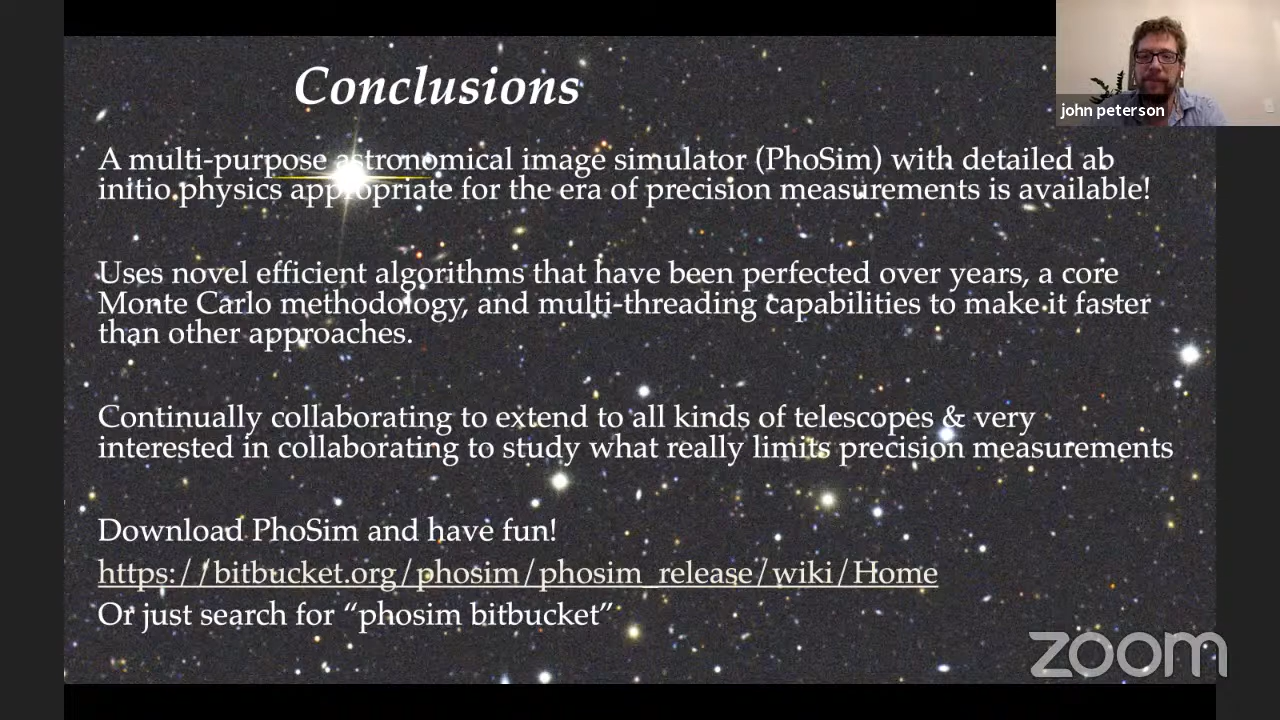 Conclusions
john peterson
A multi-purpose astronomical image simulator (PhoSim) with detailed ab
initio physics appropriate for the era of precision measurements is available!
Uses novel efficient algorithms that have been perfected over years, a core
Monte Carlo methodology, and multi-threading capabilities to make it faster
than other approaches.
Continually collaborating to extend to all kinds of telescopes & very
interested in collaborating to study what really limits precision measurements
Download PhoSim and have fun!
https://bitbucket.org/phosim/phosim_release/wiki/Home
Or just search for “phosim bitbucket”
zoom